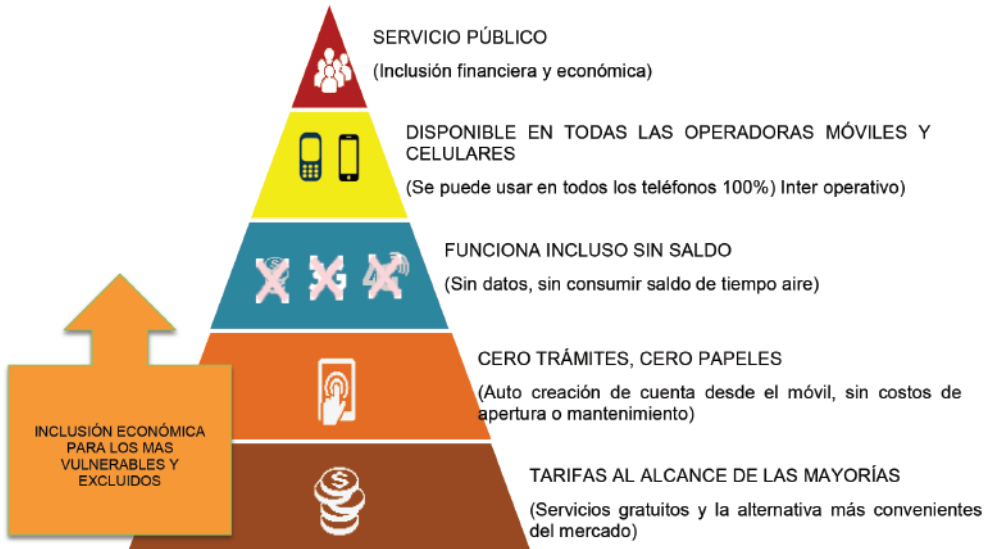 SERVICIO PÚBLICO
(Inclusión financiera y económica)
DISPONIBLE EN TODAS LAS OPERADORAS MÓVILES Y
CELULARES
(Se puede usar en todos los teléfonos 100%) Inter operativo)
FUNCIONA INCLUSO SIN SALDO
(Sin datos, sin consumir saldo de tiempo aire)
3G
CERO TRÁMITES, CERO PAPELES
(Auto creación de cuenta desde el móvil, sin costos de
apertura o mantenimiento)
INCLUSIÓN ECONÓMICA
PARA LOS MAS
VULNERABLES Y
EXCLUIDOS
TARIFAS AL ALCANCE DE LAS MAYORÍAS
(Servicios gratuitos y la alternativa más convenientes
del mercado)